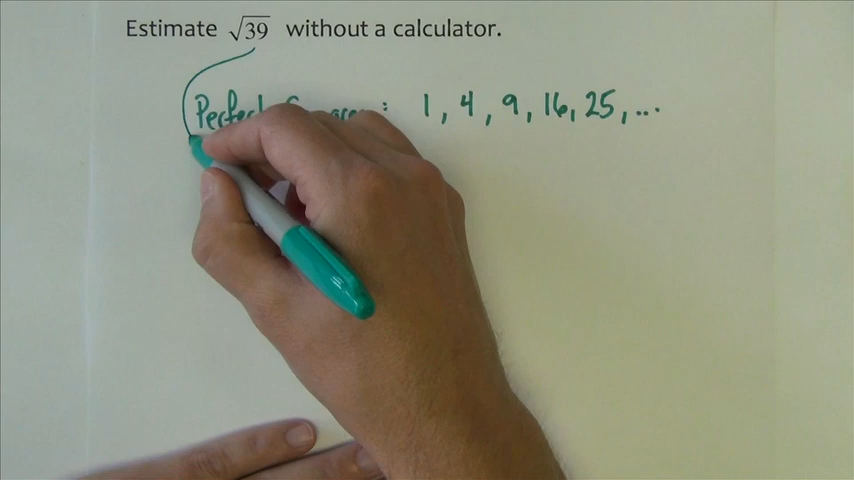 Estimate √39 without a calculator.
: 1, 4, 9, 16, 25, ...